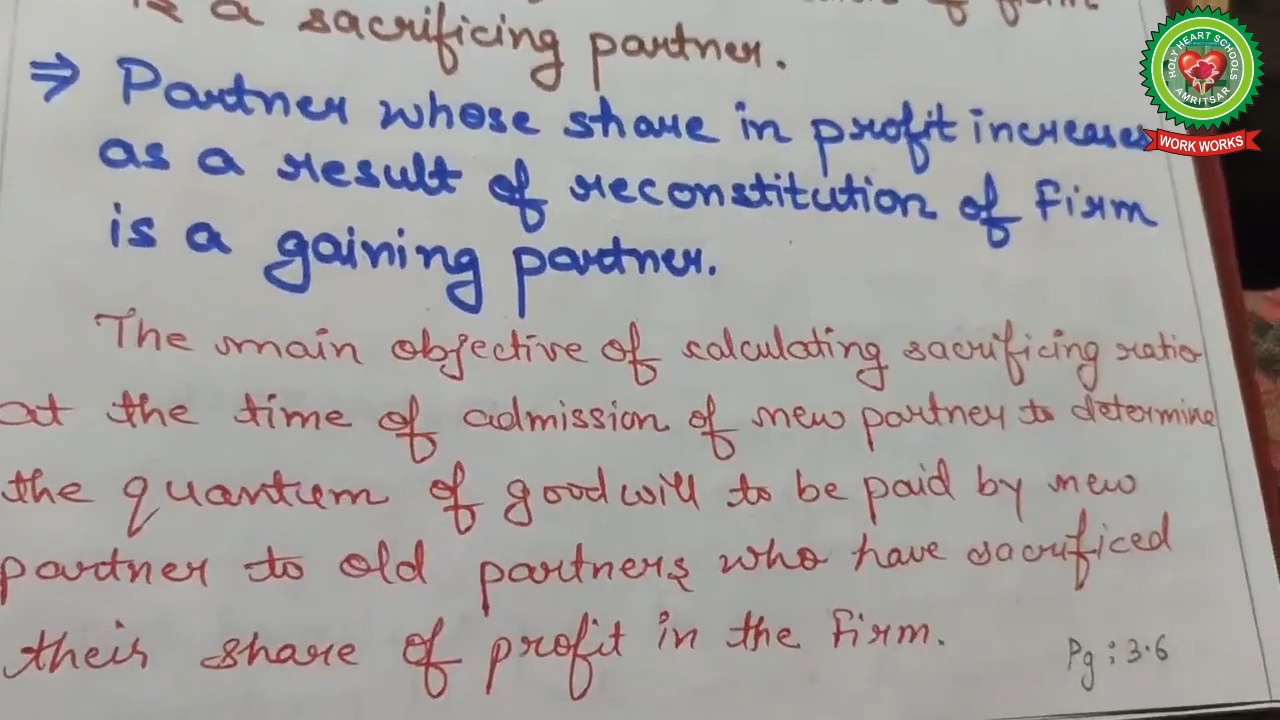 is a sacrificing partner.
⇒ Partner whose share in profit increases
as a result of reconstitution of Firm
is a gaining partner.
The main objective of calculating sacrificing ratio
at the time of admission of new partner to determine
the quantum of goodwill to be paid by new
partner to old partners who have sacrificed
their share of profit in the firm.
Pg: 3.6
HOLY HEART SCHOOLS
AMRITSAR
WORK WORKS